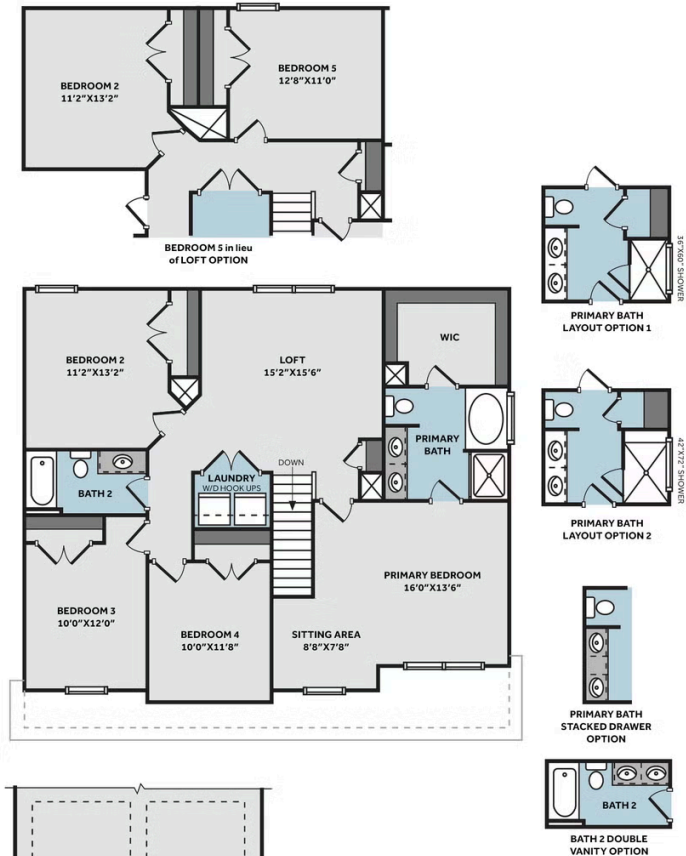 BEDROOM 2
11'2"X13'2"
BEDROOM 5
12'8"X11'0"
BEDROOM 5 in lieu
of LOFT OPTION
36"X60" SHOWER
PRIMARY BATH
LAYOUT OPTION 1
BEDROOM 2
11'2"X13'2"
LOFT
15'2"X15'6"
WIC
PRIMARY
BATH
LAUNDRY
W/D HOOK UPS
DOWN
BATH 2
42"X72" SHOWER
PRIMARY BATH
LAYOUT OPTION 2
BEDROOM 3
10'0"X12'0"
BEDROOM 4
10'0"X11'8"
SITTING AREA
8'8"X7'8"
PRIMARY BEDROOM
16'0"X13'6"
PRIMARY BATH
STACKED DRAWER
OPTION
BATH 2
BATH 2 DOUBLE
VANITY OPTION